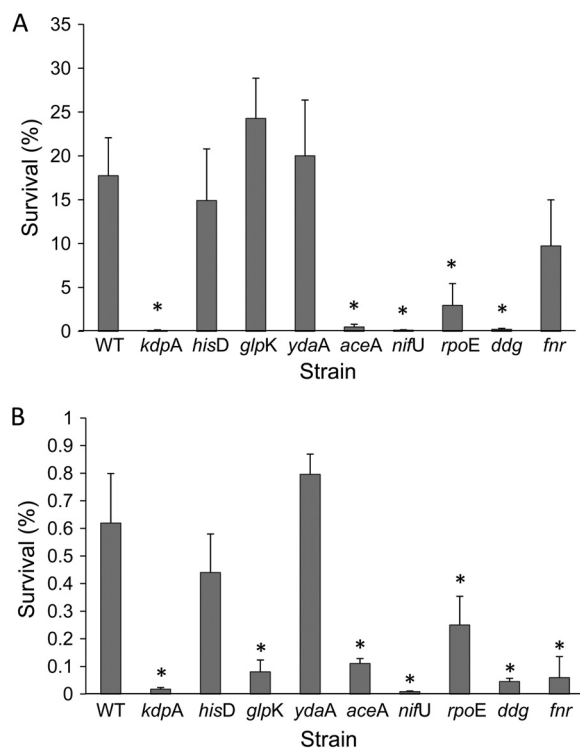 A
Survival (%)
35
30
25
20
15
10
5
0
* * * * *
WT kdpA hisD glpK ydaA aceA nifU rpoE ddg fnr
Strain
B
Survival (%)
1
0.9
0.8
0.7
0.6
0.5
0.4
0.3
0.2
0.1
0
* * * * * * *
WT kdpA hisD glpK ydaA aceA nifU rpoE ddg fnr
Strain